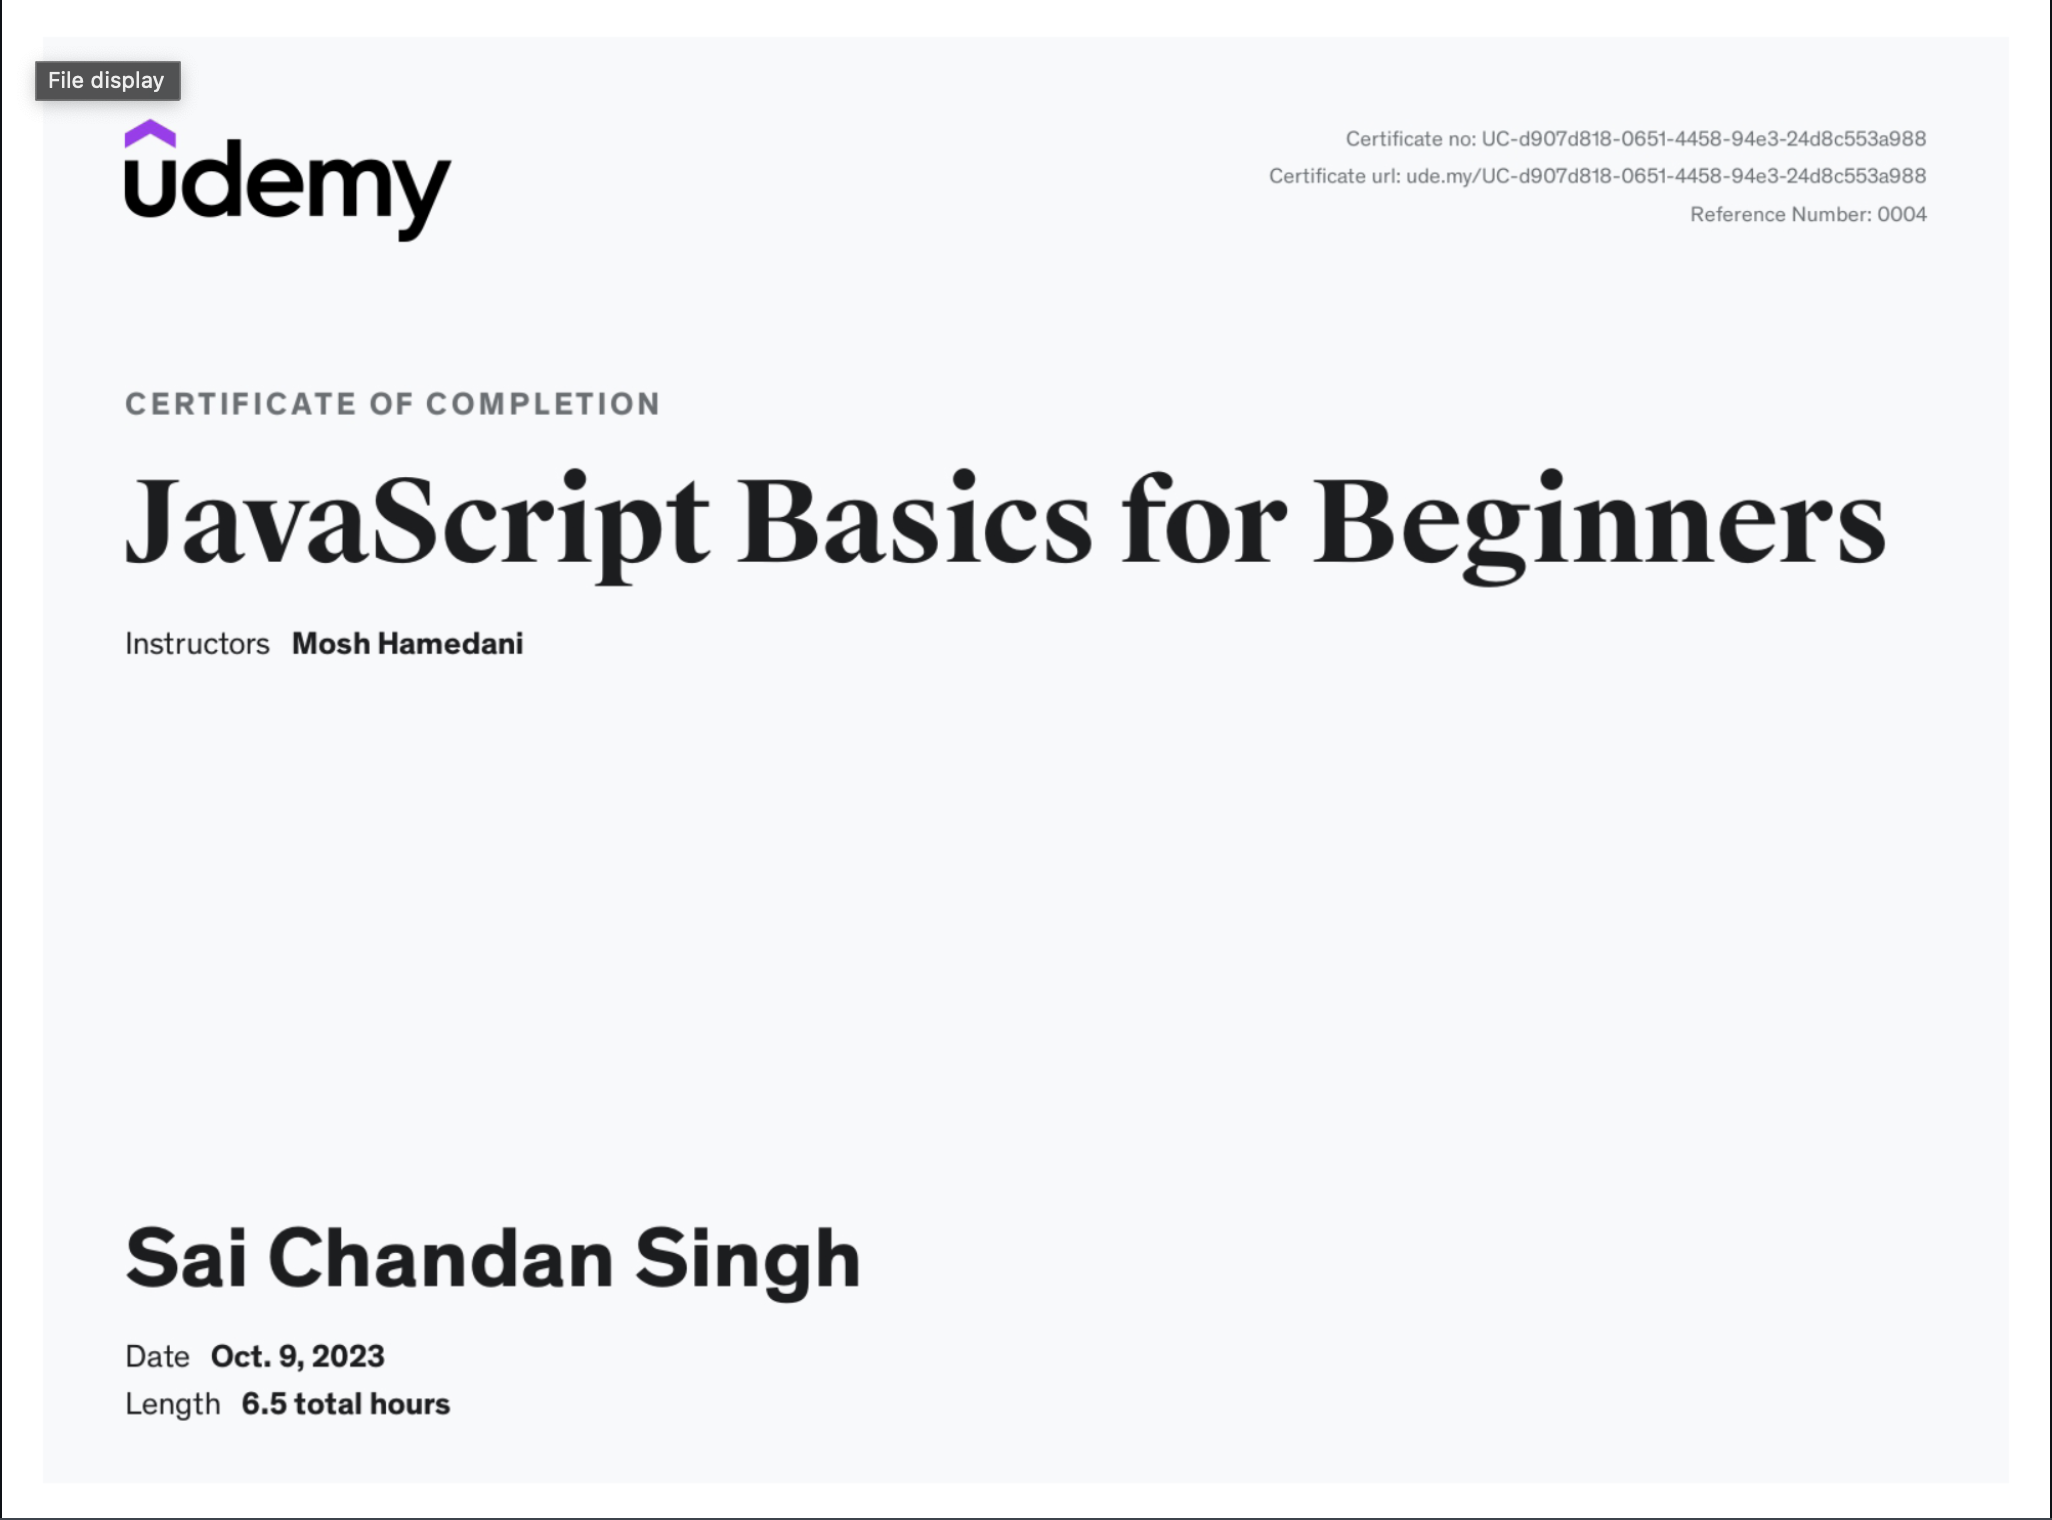 File display
udemy
Certificate no: UC-d907d818-0651-4458-94e3-24d8c553a988
Certificate url: ude.my/UC-d907d818-0651-4458-94e3-24d8c553a988
Reference Number: 0004
CERTIFICATE OF COMPLETION
JavaScript Basics for Beginners
Instructors Mosh Hamedani
Sai Chandan Singh
Date Oct. 9, 2023
Length 6.5 total hours